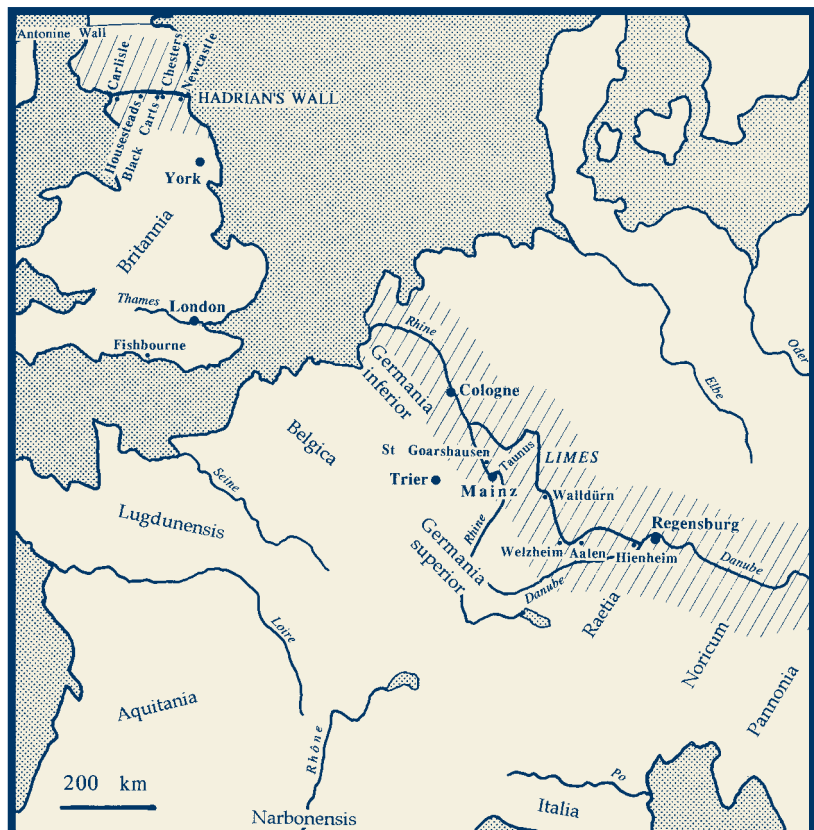 Antonine Wall
Carlisle
Chesters
Newcastle
HADRIAN'S WALL
Housesteads
Black Carts
York
Britannia
Thames
London
Fishbourne
Rhine
Germania
inferior
Cologne
Elbe
Oder
Belgica
St Goarshausen
Taunus
LIMES
Trier
Mainz
Walldürn
Seine
Lugdunensis
Rhine
Germania
superior
Regensburg
Welzheim
Aalen
Hienheim
Danube
Danube
Raetia
Noricum
Pannonia
Loire
Aquitania
Rhône
Po
200 km
Narbonensis
Italia